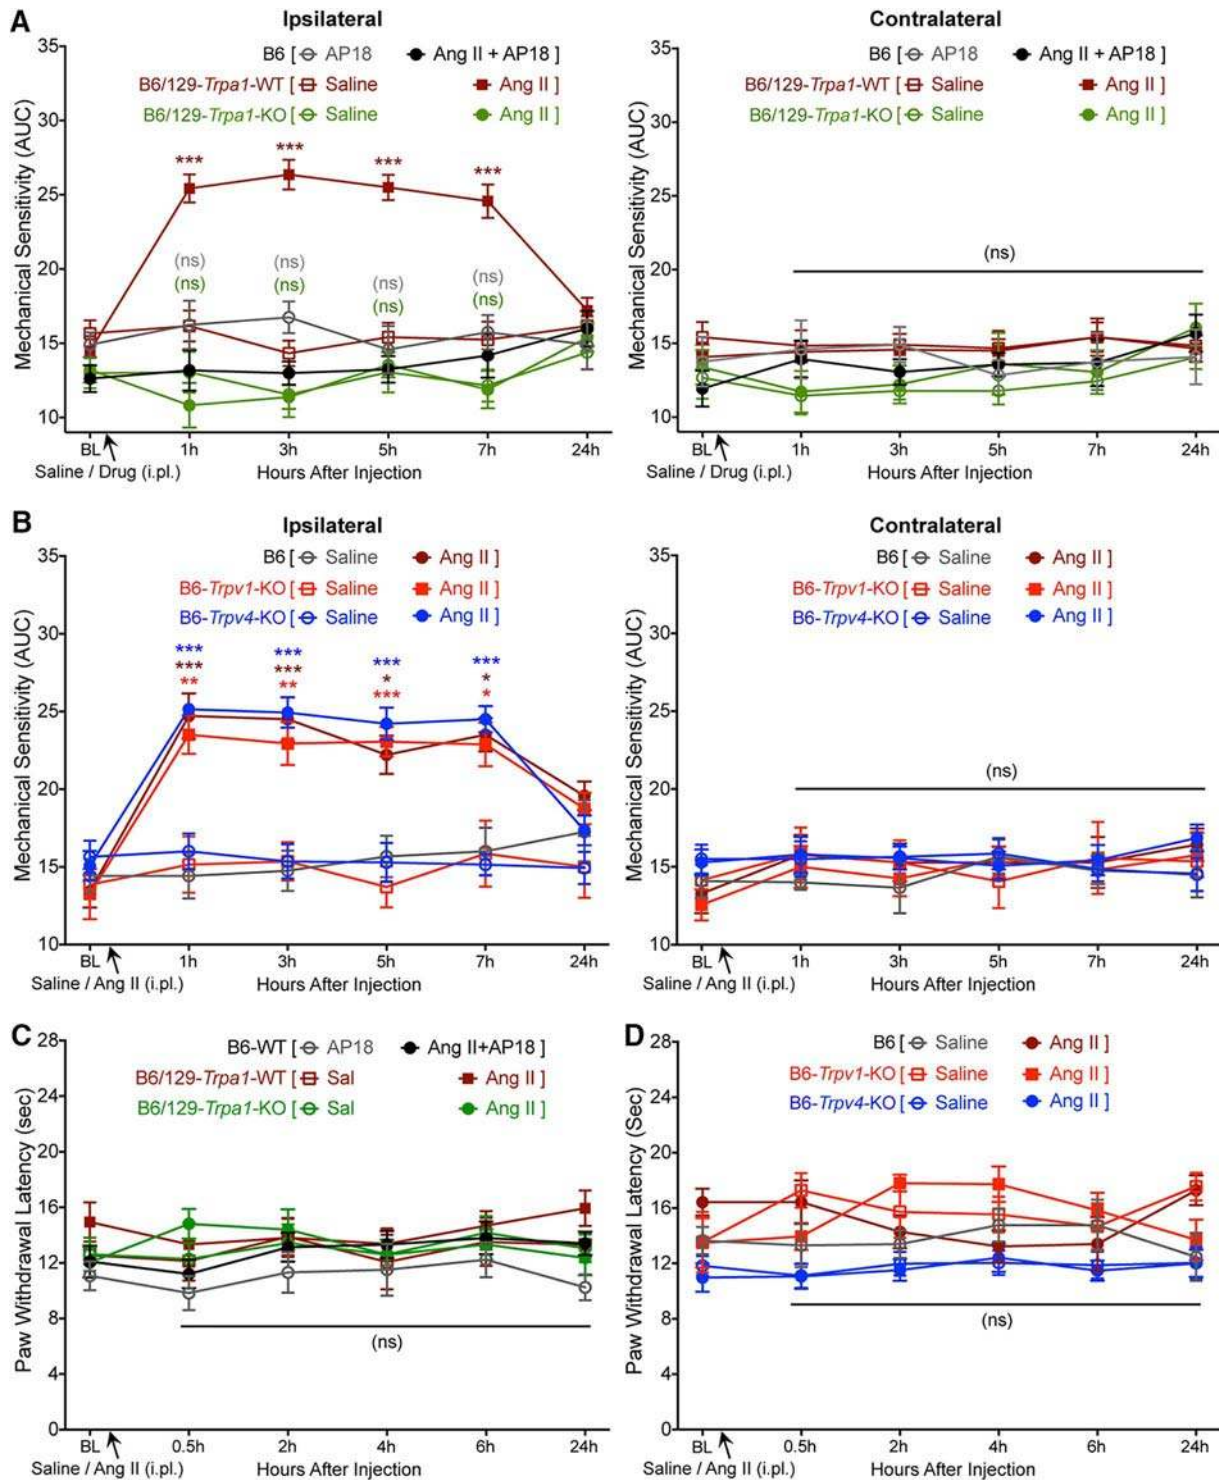 A
Ipsilateral
B6 [ AP18 Ang II + AP18 ]
B6/129-Trpa1-WT [ Saline Ang II ]
B6/129-Trpa1-KO [ Saline Ang II ]
Mechanical Sensitivity (AUC)
35
30
25
20
15
10
*** *** *** ***
(ns) (ns) (ns) (ns)
(ns) (ns) (ns) (ns)
BL 1h 3h 5h 7h 24h
Saline / Drug (i.pl.) Hours After Injection
Contralateral
B6 [ AP18 Ang II + AP18 ]
B6/129-Trpa1-WT [ Saline Ang II ]
B6/129-Trpa1-KO [ Saline Ang II ]
Mechanical Sensitivity (AUC)
35
30
25
20
15
10
(ns)
BL 1h 3h 5h 7h 24h
Saline / Drug (i.pl.) Hours After Injection
B
Ipsilateral
B6 [ Saline Ang II ]
B6-Trpv1-KO [ Saline Ang II ]
B6-Trpv4-KO [ Saline Ang II ]
Mechanical Sensitivity (AUC)
35
30
25
20
15
10
*** *** *** ***
*** *** * *
** ** *** *
BL 1h 3h 5h 7h 24h
Saline / Ang II (i.pl.) Hours After Injection
Contralateral
B6 [ Saline Ang II ]
B6-Trpv1-KO [ Saline Ang II ]
B6-Trpv4-KO [ Saline Ang II ]
Mechanical Sensitivity (AUC)
35
30
25
20
15
10
(ns)
BL 1h 3h 5h 7h 24h
Saline / Ang II (i.pl.) Hours After Injection
C
B6-WT [ AP18 Ang II+AP18 ]
B6/129-Trpa1-WT [ Sal Ang II ]
B6/129-Trpa1-KO [ Sal Ang II ]
Paw Withdrawal Latency (sec)
28
24
20
16
12
8
4
0
(ns)
BL 0.5h 2h 4h 6h 24h
Saline / Ang II (i.pl.) Hours After Injection
D
B6 [ Saline Ang II ]
B6-Trpv1-KO [ Saline Ang II ]
B6-Trpv4-KO [ Saline Ang II ]
Paw Withdrawal Latency (Sec)
28
24
20
16
12
8
4
0
(ns)
BL 0.5h 2h 4h 6h 24h
Saline / Ang II (i.pl.) Hours After Injection